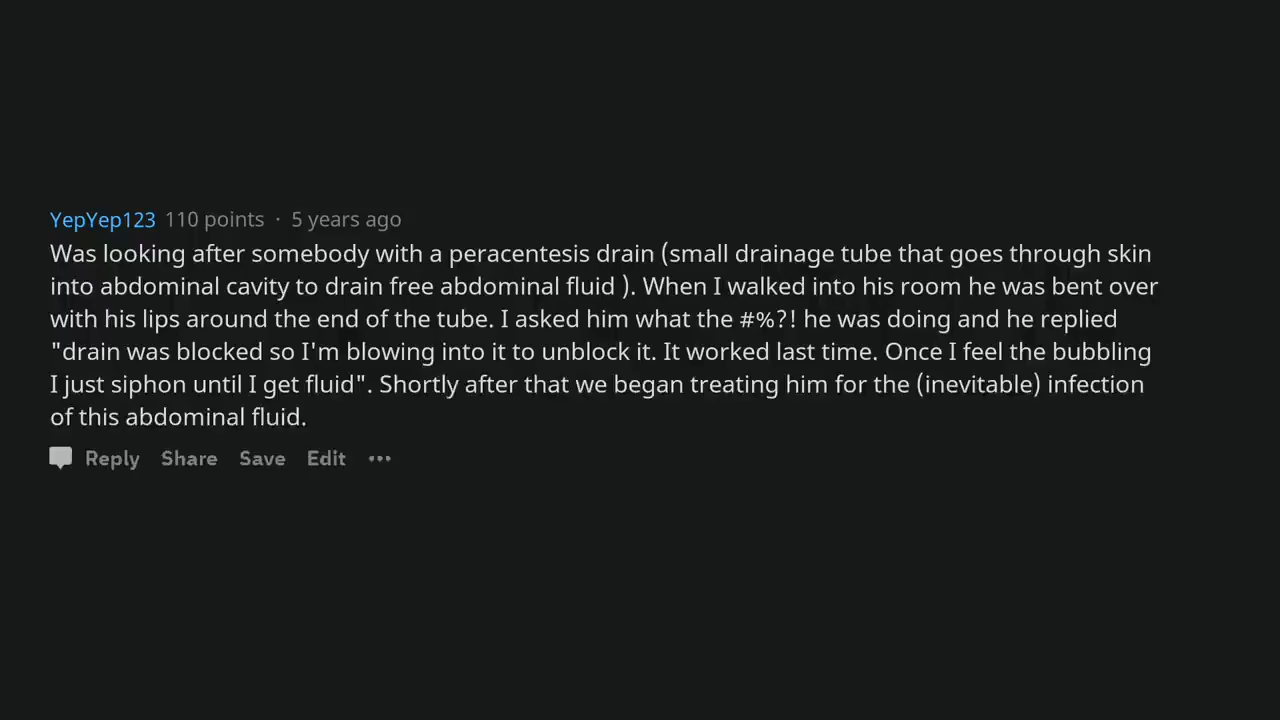 YepYep123 110 points · 5 years ago
Was looking after somebody with a peracentesis drain (small drainage tube that goes through skin
into abdominal cavity to drain free abdominal fluid ). When I walked into his room he was bent over
with his lips around the end of the tube. I asked him what the #%?! he was doing and he replied
"drain was blocked so I'm blowing into it to unblock it. It worked last time. Once I feel the bubbling
I just siphon until I get fluid". Shortly after that we began treating him for the (inevitable) infection
of this abdominal fluid.
Reply Share Save Edit •••